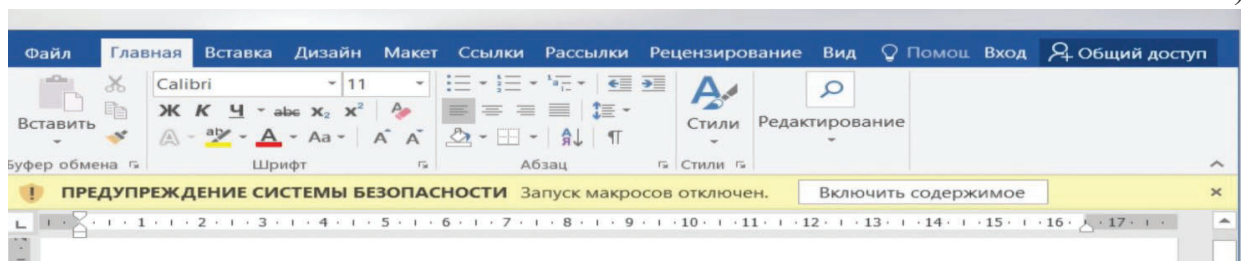 Файл Главная Вставка Дизайн Макет Ссылки Рассылки Рецензирование Вид Помощ Вход Общий доступ
Calibri 11
Вставить Ж К Ч abc X₂ X² Стили Редактирование
ab А Aa А А А Я
Буфер обмена Шрифт Абзац Стили
ПРЕДУПРЕЖДЕНИЕ СИСТЕМЫ БЕЗОПАСНОСТИ Запуск макросов отключен. Включить содержимое
1 2 3 4 5 6 7 8 9 10 11 12 13 14 15 16 17